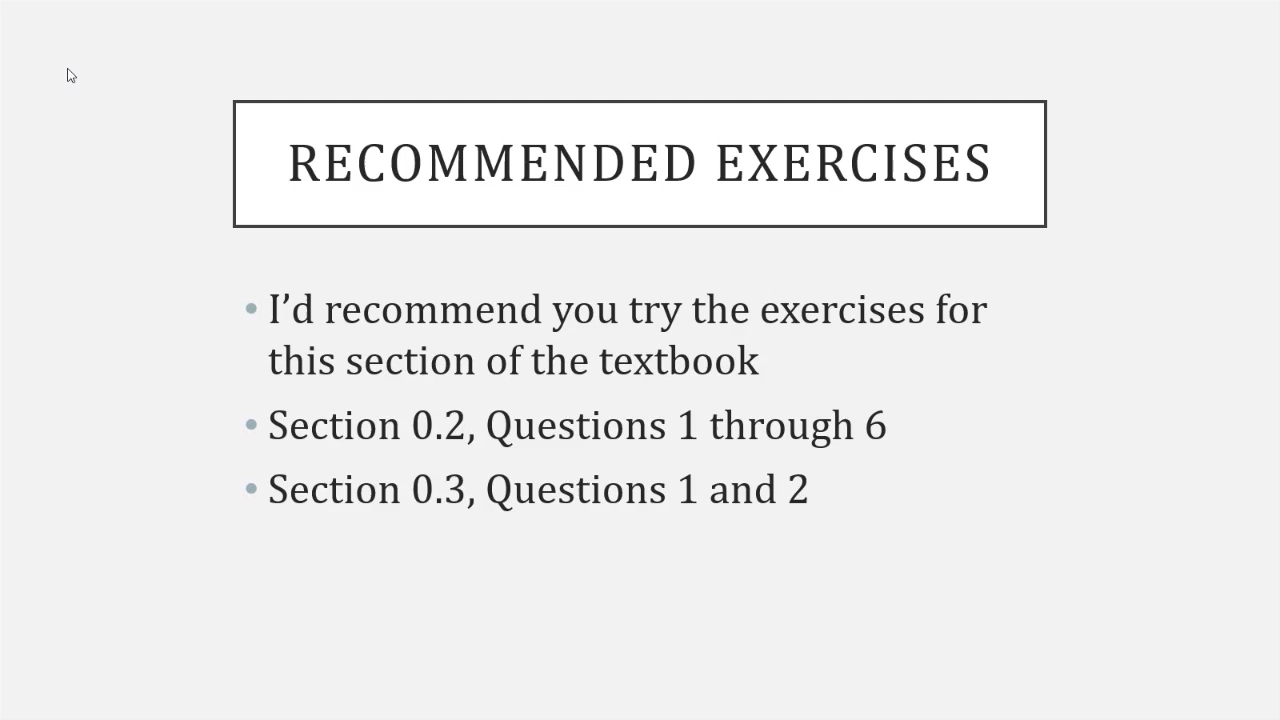 RECOMMENDED EXERCISES
• I’d recommend you try the exercises for
this section of the textbook
• Section 0.2, Questions 1 through 6
• Section 0.3, Questions 1 and 2